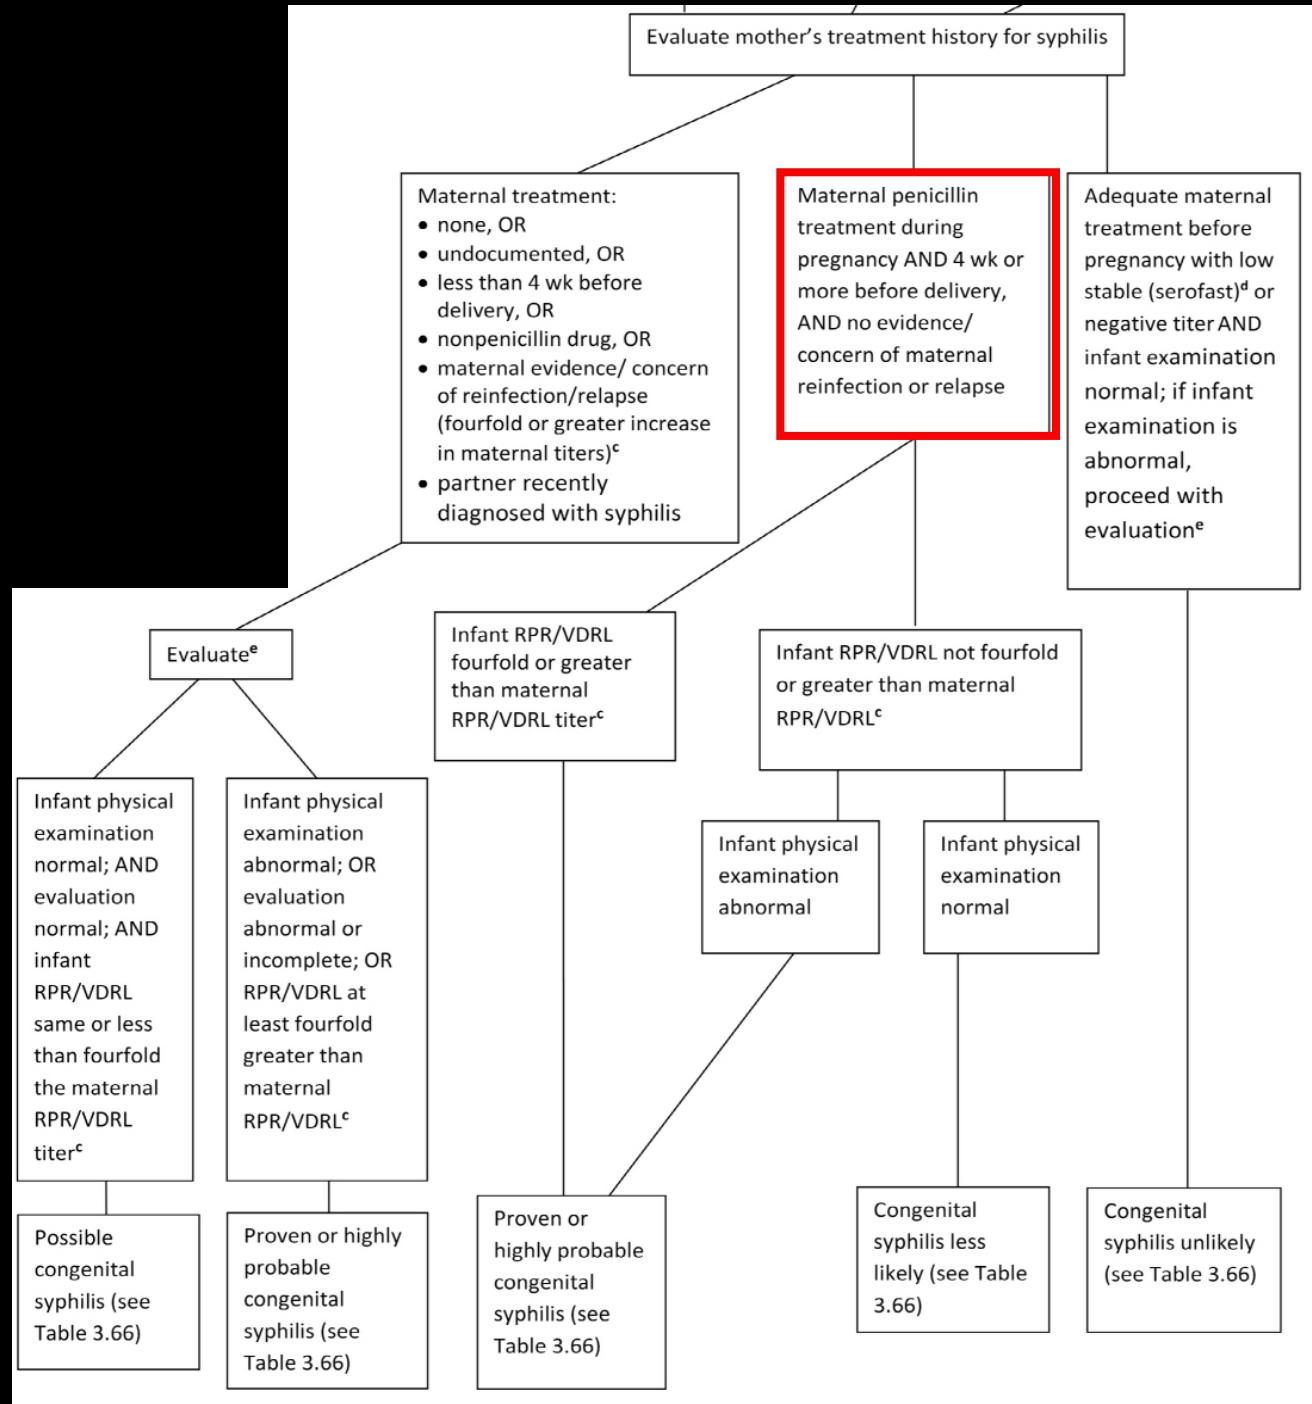 Evaluate mother's treatment history for syphilis
Maternal treatment:
• none, OR
• undocumented, OR
• less than 4 wk before
delivery, OR
• nonpenicillin drug, OR
• maternal evidence/ concern
of reinfection/relapse
(fourfold or greater increase
in maternal titers)c
• partner recently
diagnosed with syphilis
Maternal penicillin
treatment during
pregnancy AND 4 wk or
more before delivery,
AND no evidence/
concern of maternal
reinfection or relapse
Adequate maternal
treatment before
pregnancy with low
stable (serofast)d or
negative titer AND
infant examination
normal; if infant
examination is
abnormal,
proceed with
evaluatione
Evaluatee
Infant RPR/VDRL
fourfold or greater
than maternal
RPR/VDRL titerc
Infant RPR/VDRL not fourfold
or greater than maternal
RPR/VDRLc
Infant physical
examination
normal; AND
evaluation
normal; AND
infant
RPR/VDRL
same or less
than fourfold
the maternal
RPR/VDRL
titerc
Infant physical
examination
abnormal; OR
evaluation
abnormal or
incomplete; OR
RPR/VDRL at
least fourfold
greater than
maternal
RPR/VDRLc
Infant physical
examination
abnormal
Infant physical
examination
normal
Possible
congenital
syphilis (see
Table 3.66)
Proven or highly
probable
congenital
syphilis (see
Table 3.66)
Proven or
highly probable
congenital
syphilis (see
Table 3.66)
Congenital
syphilis less
likely (see Table
3.66)
Congenital
syphilis unlikely
(see Table 3.66)